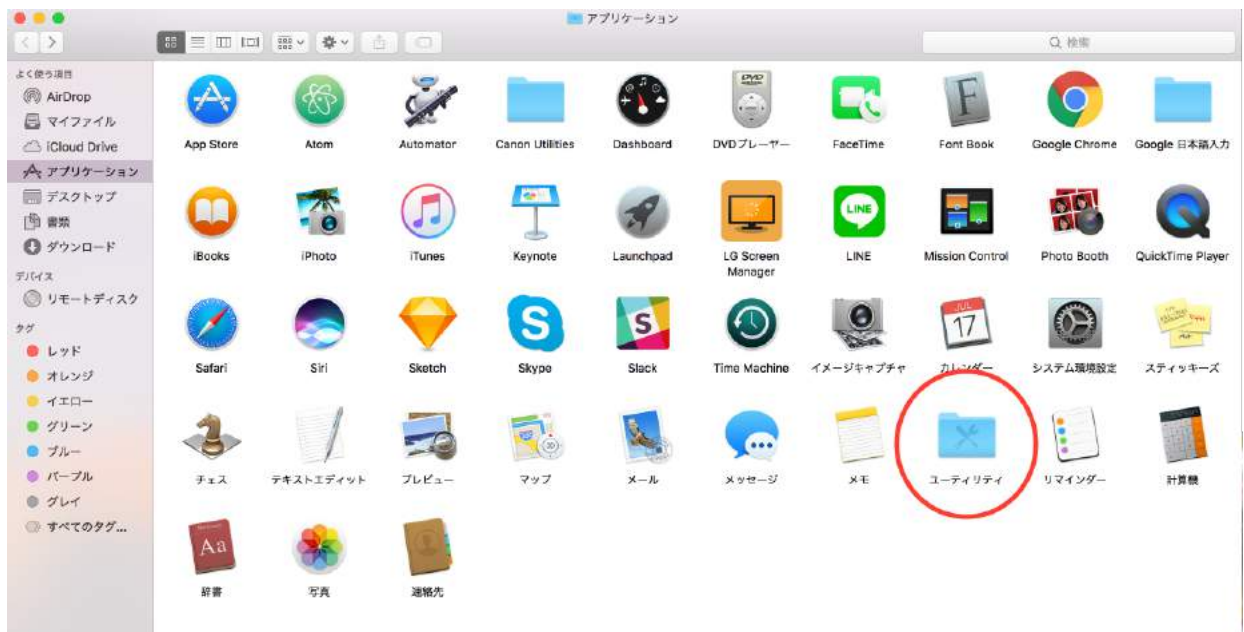 アプリケーション
検索
よく使う項目
AirDrop
マイファイル
iCloud Drive
アプリケーション
デスクトップ
書類
ダウンロード
デバイス
リモートディスク
タグ
レッド
オレンジ
イエロー
グリーン
ブルー
パープル
グレイ
すべてのタグ...
App Store
Atom
Automator
Canon Utilities
Dashboard
DVDプレーヤー
FaceTime
Font Book
Google Chrome
Google 日本語入力
iBooks
iPhoto
iTunes
Keynote
Launchpad
LG Screen
Manager
LINE
LINE
Mission Control
Photo Booth
QuickTime Player
JUL
17
Safari
Siri
Sketch
Skype
Slack
Time Machine
イメージキャプチャ
カレンダー
システム環境設定
スティッキーズ
チェス
テキストエディット
プレビュー
マップ
メール
メッセージ
メモ
ユーティリティ
リマインダー
計算機
Aa
辞書
写真
連絡先